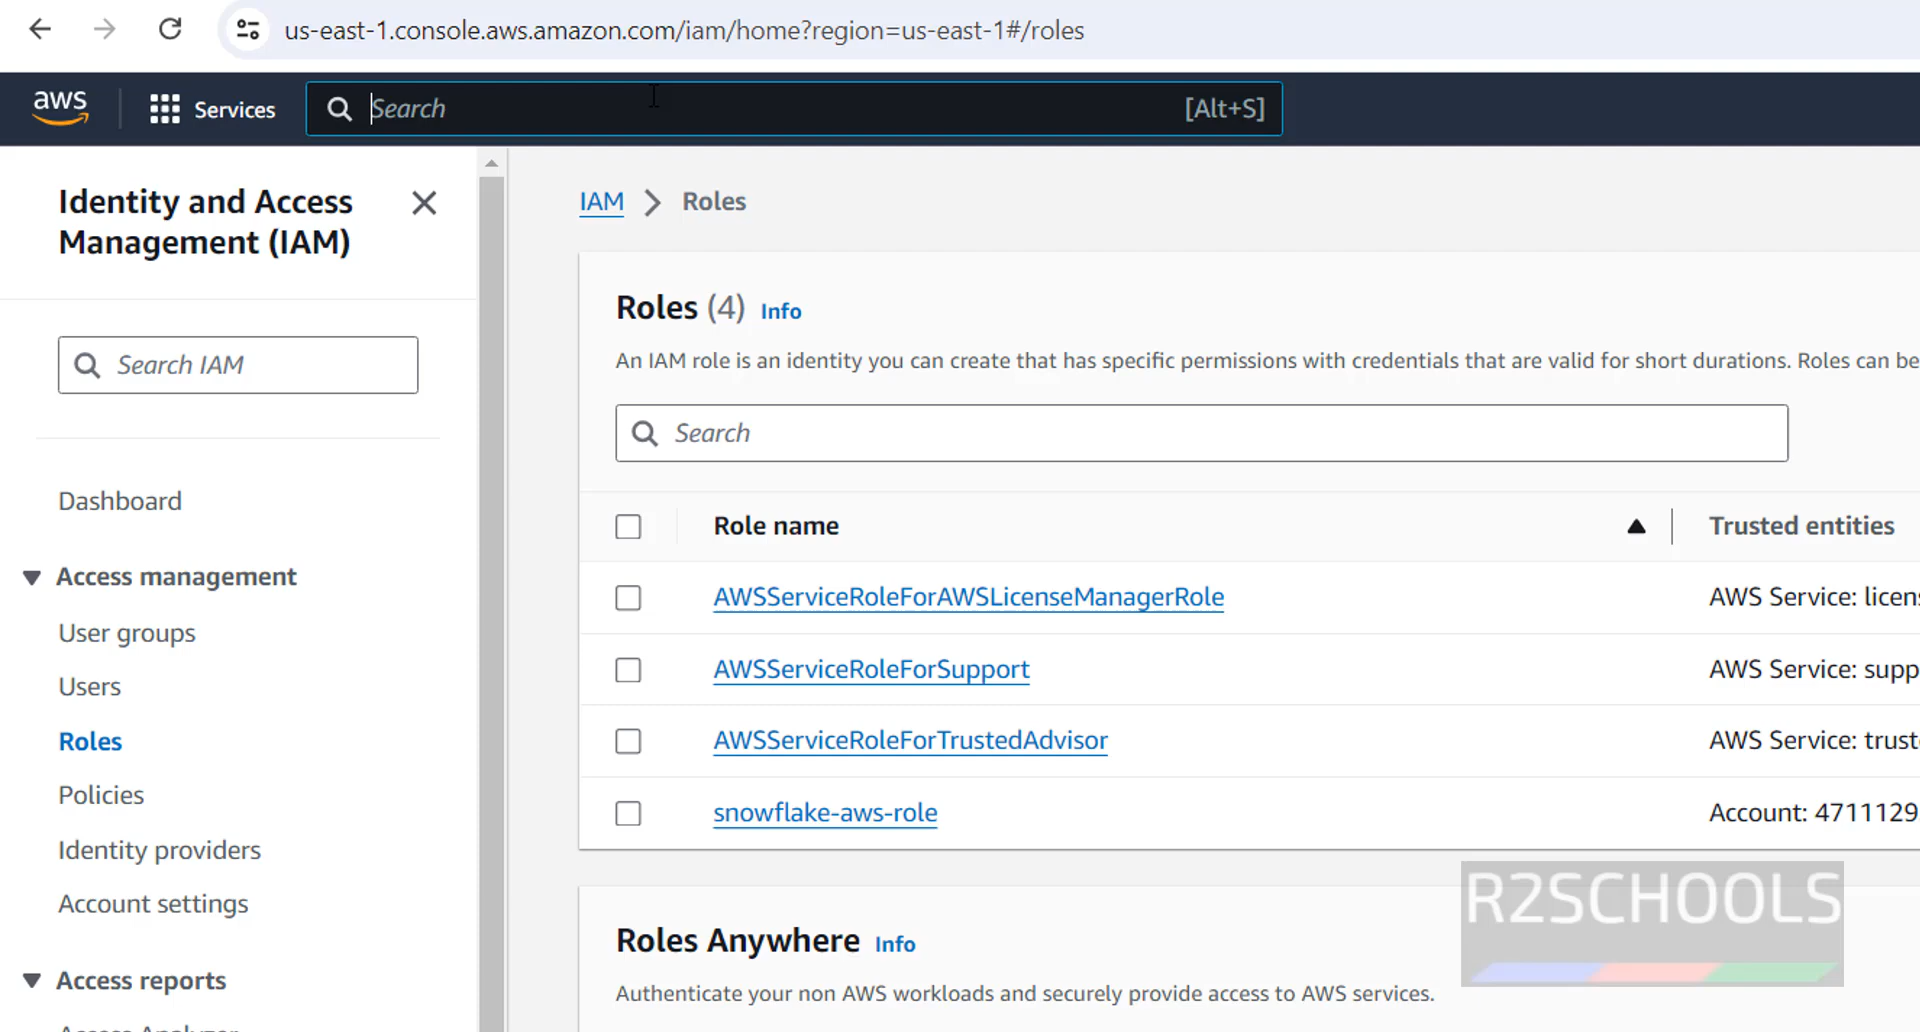 us-east-1.console.aws.amazon.com/iam/home?region=us-east-1#/roles
aws Services Search [Alt+S]
Identity and Access
Management (IAM)
Search IAM
Dashboard
Access management
User groups
Users
Roles
Policies
Identity providers
Account settings
Access reports
Access Analyzer
IAM > Roles
Roles (4) Info
An IAM role is an identity you can create that has specific permissions with credentials that are valid for short durations. Roles can be
Search
Role name Trusted entities
AWSServiceRoleForAWSLicenseManagerRole AWS Service: licens
AWSServiceRoleForSupport AWS Service: supp
AWSServiceRoleForTrustedAdvisor AWS Service: trust
snowflake-aws-role Account: 4711129
Roles Anywhere Info
Authenticate your non AWS workloads and securely provide access to AWS services.
R2SCHOOLS